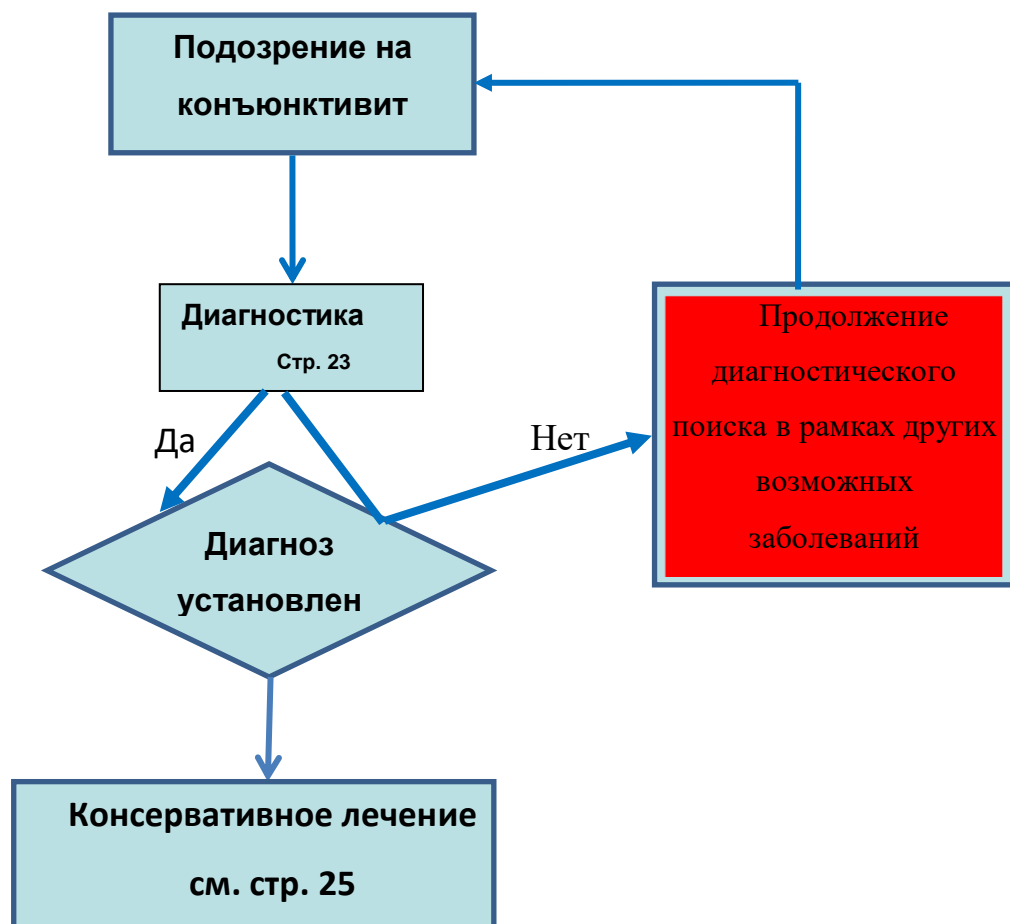 Подозрение на
конъюнктивит
Диагностика
Стр. 23
Да
Нет
Диагноз
установлен
Продолжение
диагностического
поиска в рамках других
возможных
заболеваний
Консервативное лечение
см. стр. 25